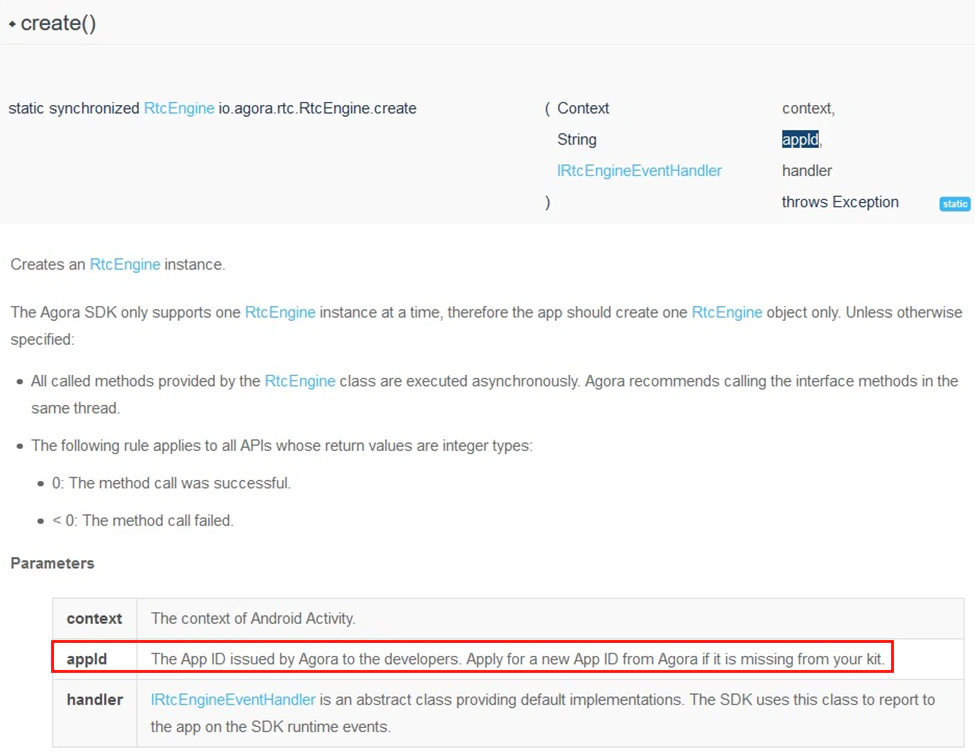 create()
static synchronized RtcEngine io.agora.rtc.RtcEngine.create ( Context context,
String appId,
IRtcEngineEventHandler handler
) throws Exception static
Creates an RtcEngine instance.
The Agora SDK only supports one RtcEngine instance at a time, therefore the app should create one RtcEngine object only. Unless otherwise
specified:
• All called methods provided by the RtcEngine class are executed asynchronously. Agora recommends calling the interface methods in the
same thread.
• The following rule applies to all APIs whose return values are integer types:
• 0: The method call was successful.
• < 0: The method call failed.
Parameters
context The context of Android Activity.
appId The App ID issued by Agora to the developers. Apply for a new App ID from Agora if it is missing from your kit.
handler IRtcEngineEventHandler is an abstract class providing default implementations. The SDK uses this class to report to
the app on the SDK runtime events.